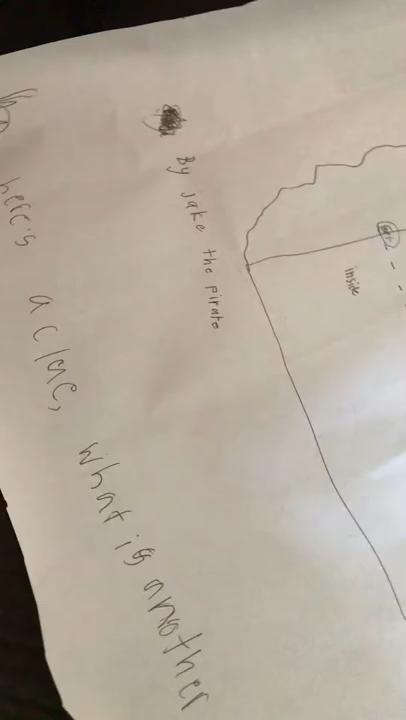 By Jake the pirate
inside
here's a clue, what is another